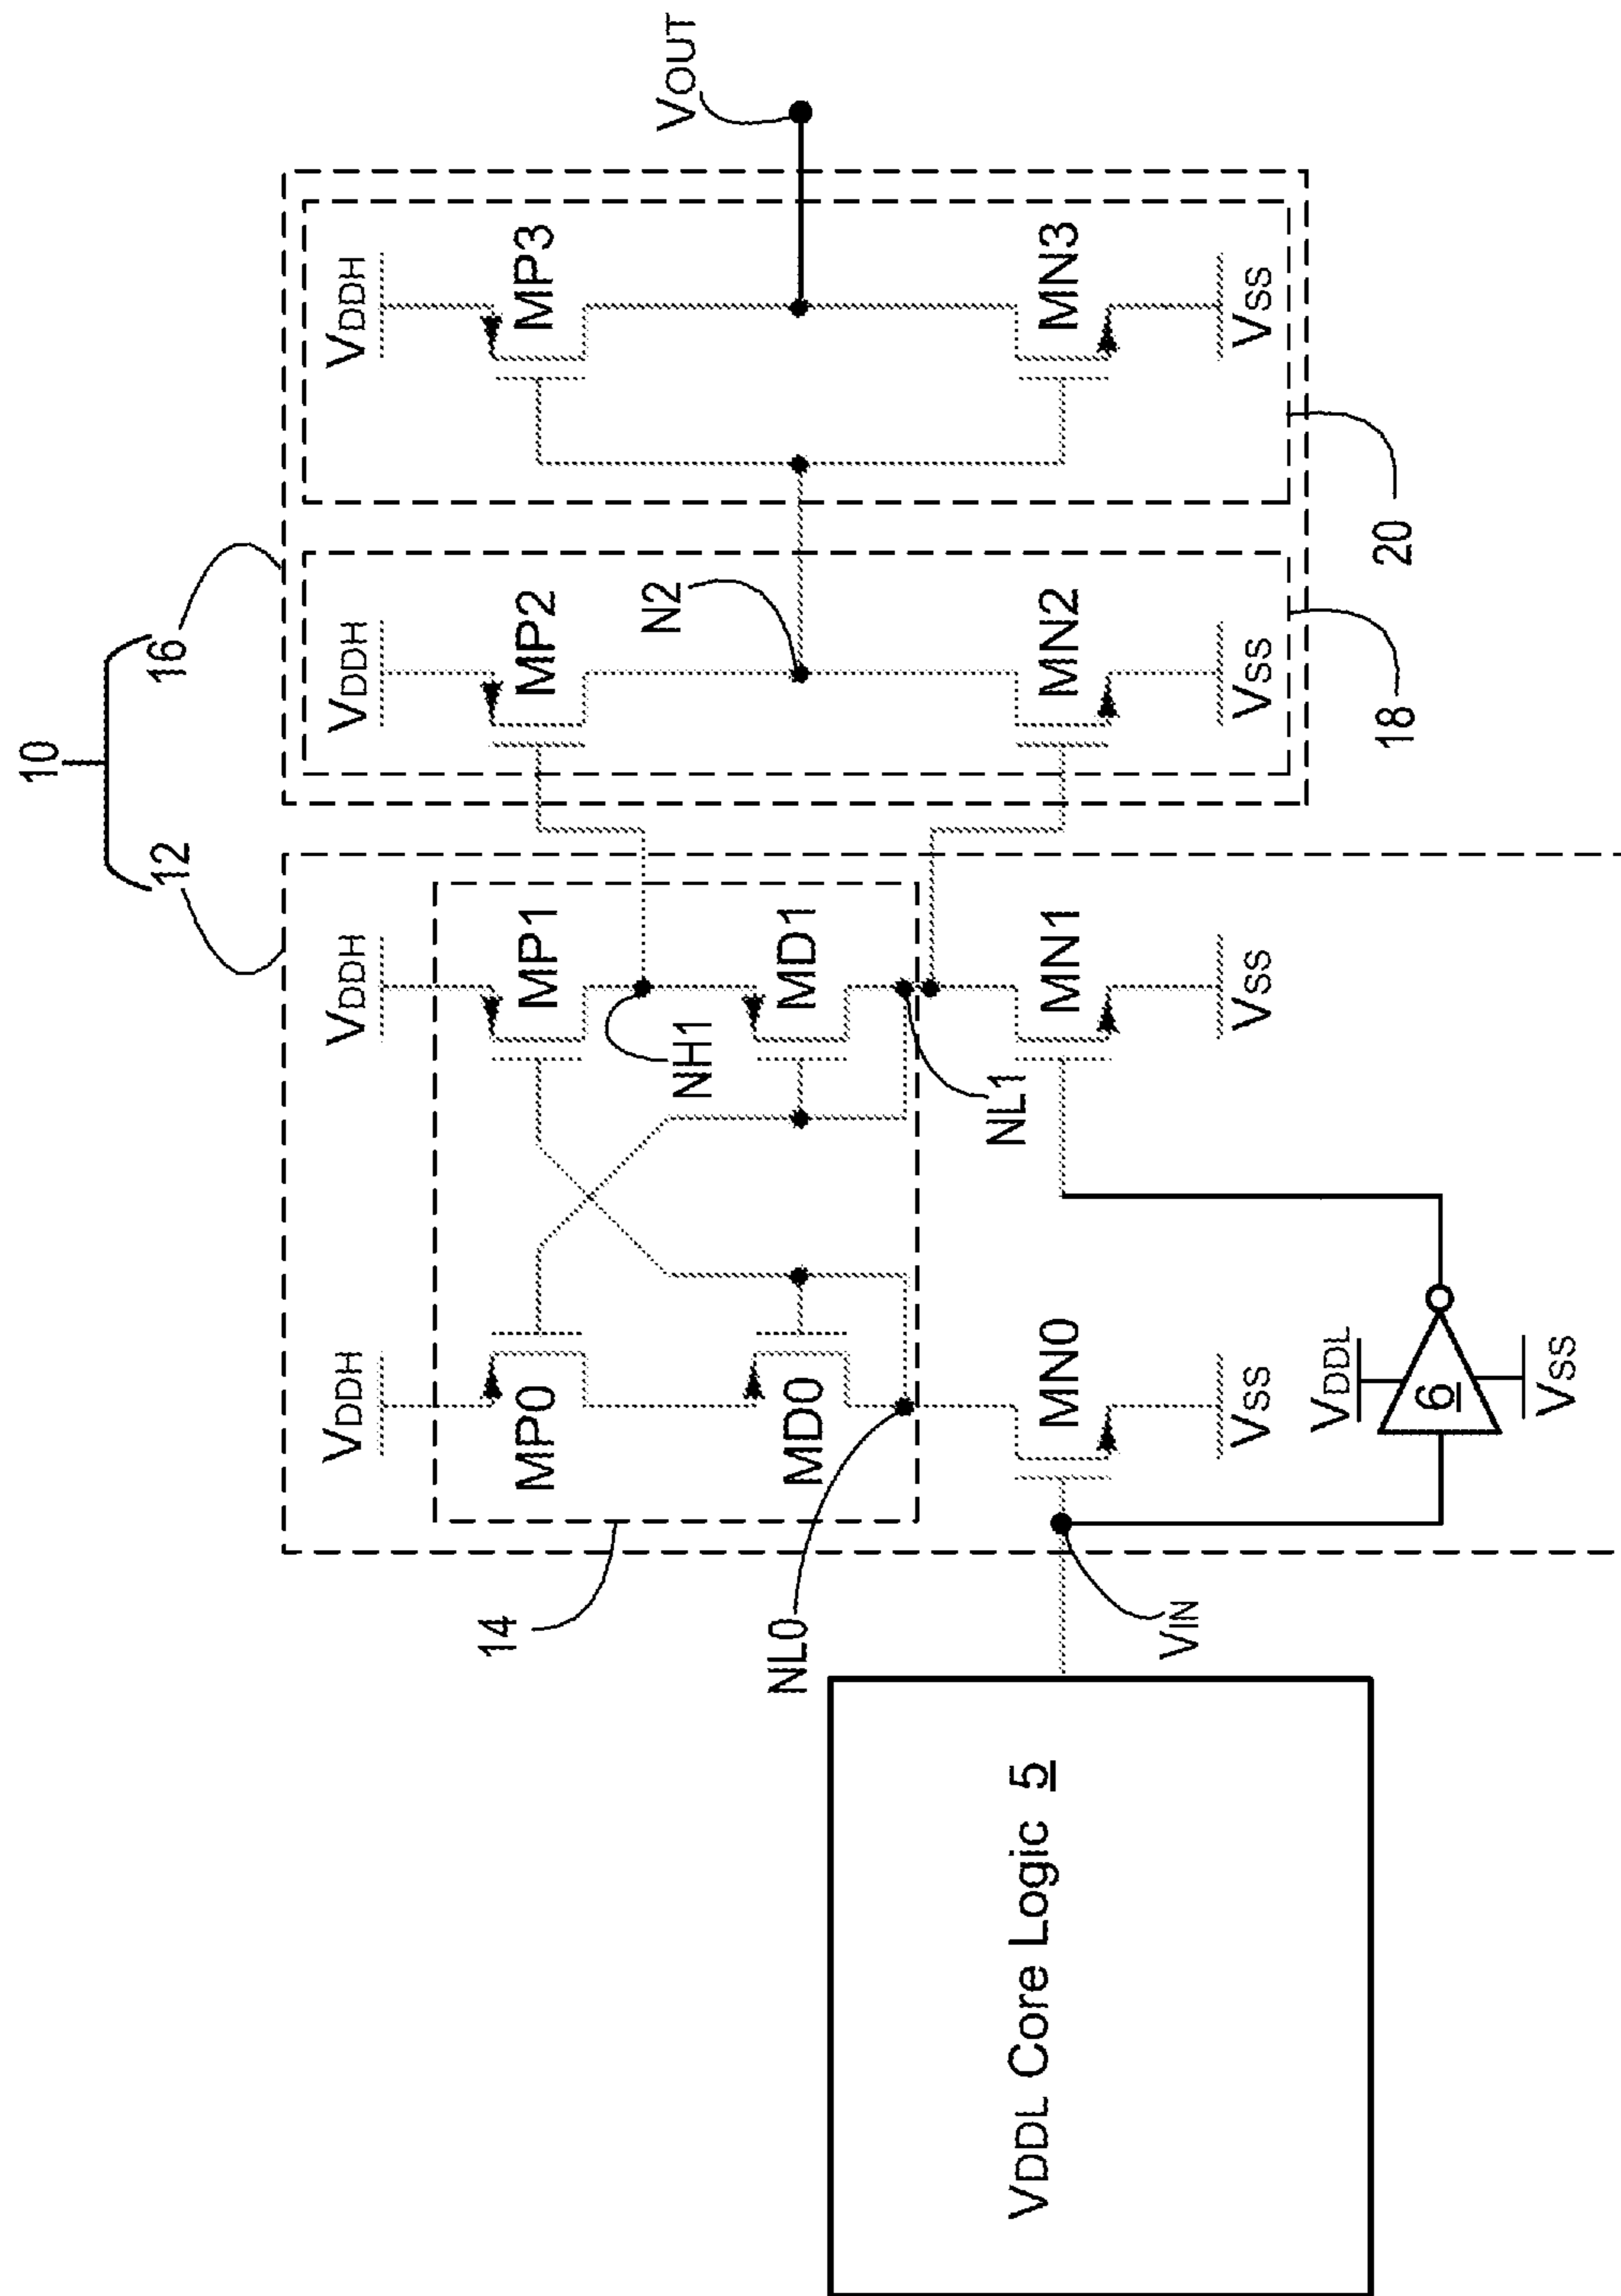 10
12
16
VDDH
VDDH
VDDH
VDDH
MP0
MP1
MP2
MP3
14
NH1
N2
VOUT
MD0
MD1
NL0
NL1
VDDL Core Logic 5
MN0
MN1
MN2
MN3
VIN
VSS
VSS
VSS
VSS
VDDL
6
VSS
18
20